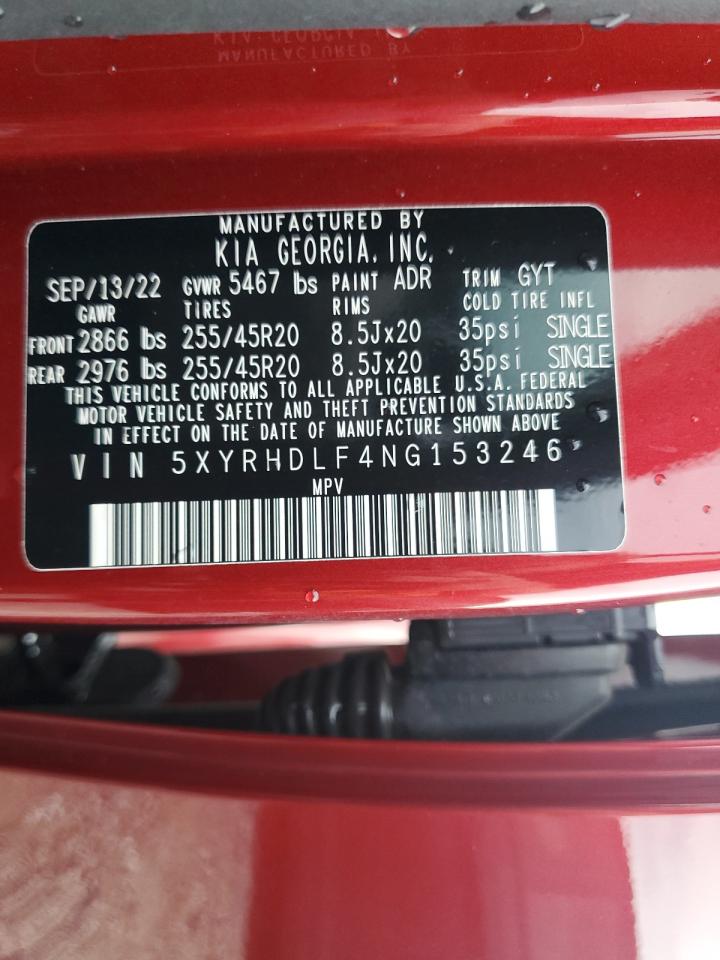 MANUFACTURED BY
KIA GEORGIA, INC.
SEP/13/22 GVWR 5467 lbs PAINT ADR TRIM GYT
GAWR TIRES RIMS COLD TIRE INFL
FRONT 2866 lbs 255/45R20 8.5Jx20 35psi SINGLE
REAR 2976 lbs 255/45R20 8.5Jx20 35psi SINGLE
THIS VEHICLE CONFORMS TO ALL APPLICABLE U.S.A. FEDERAL
MOTOR VEHICLE SAFETY AND THEFT PREVENTION STANDARDS
IN EFFECT ON THE DATE OF MANUFACTURE SHOWN ABOVE
VIN 5XYRHDLF4NG153246
MPV